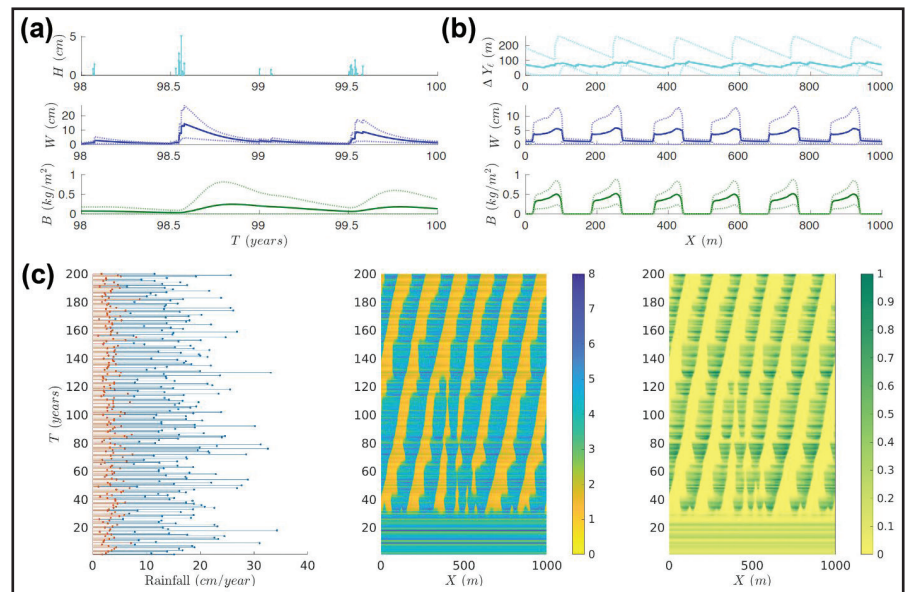 (a)
H (cm)
5
0
98 98.5 99 99.5 100
W (cm)
20
10
0
98 98.5 99 99.5 100
B (kg/m²)
1
0.5
0
98 98.5 99 99.5 100
T (years)
(b)
Δ Y_ℓ (m)
200
100
0
0 200 400 600 800 1000
W (cm)
15
10
5
0
0 200 400 600 800 1000
B (kg/m²)
1
0.5
0
0 200 400 600 800 1000
X (m)
(c)
T (years)
200
180
160
140
120
100
80
60
40
20
0 10 20 30 40
Rainfall (cm/year)
200
180
160
140
120
100
80
60
40
20
0 500 1000
X (m)
8
7
6
5
4
3
2
1
0
200
180
160
140
120
100
80
60
40
20
0 500 1000
X (m)
1
0.9
0.8
0.7
0.6
0.5
0.4
0.3
0.2
0.1
0